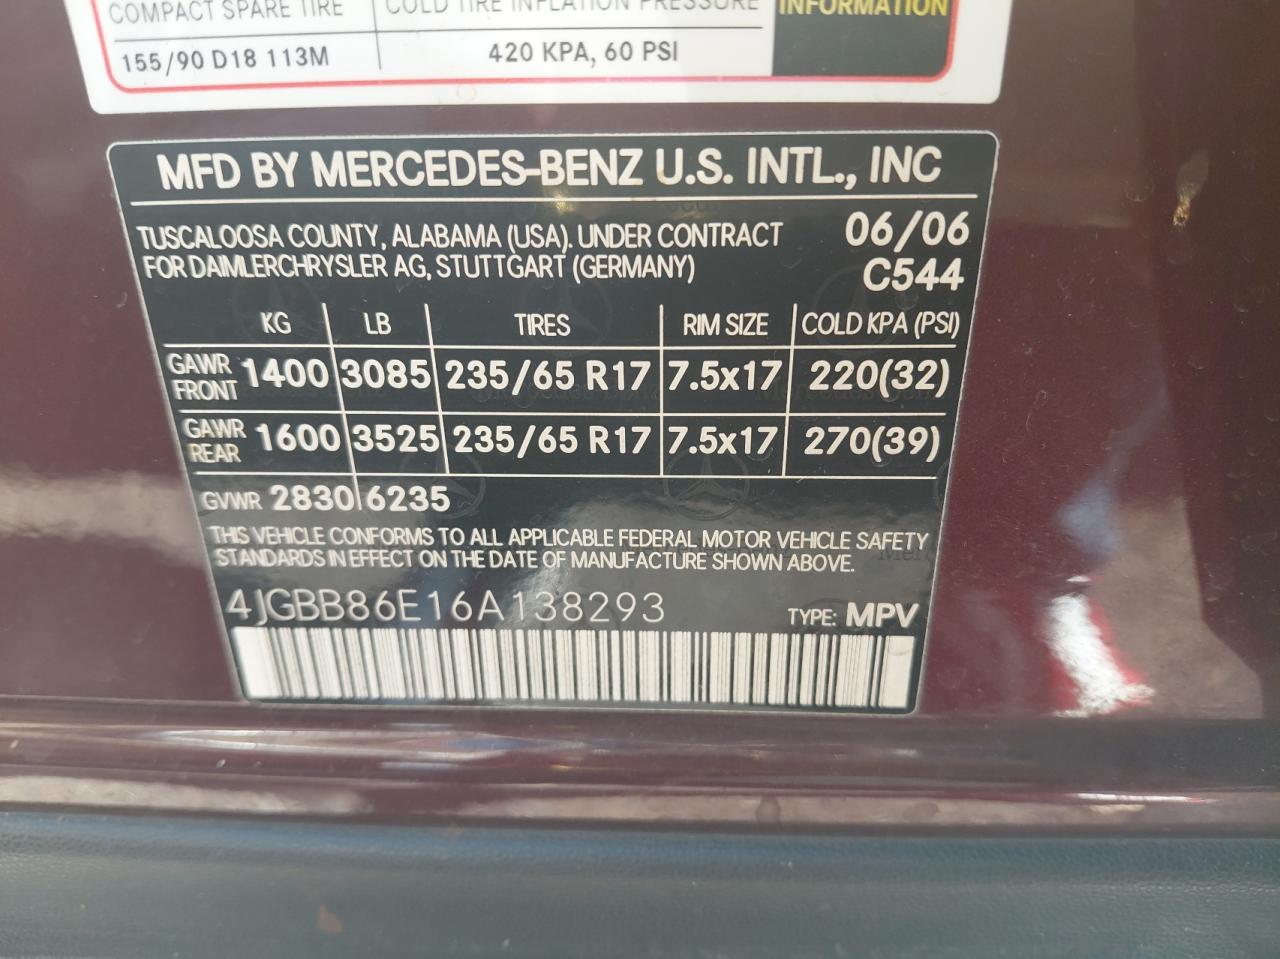 COMPACT SPARE TIRE COLD TIRE INFLATION PRESSURE INFORMATION
155/90 D18 113M 420 KPA, 60 PSI
MFD BY MERCEDES-BENZ U.S. INTL., INC
TUSCALOOSA COUNTY, ALABAMA (USA). UNDER CONTRACT 06/06
FOR DAIMLERCHRYSLER AG, STUTTGART (GERMANY) C544
KG LB TIRES RIM SIZE COLD KPA (PSI)
GAWR FRONT 1400 3085 235/65 R17 7.5x17 220(32)
GAWR REAR 1600 3525 235/65 R17 7.5x17 270(39)
GVWR 2830 6235
THIS VEHICLE CONFORMS TO ALL APPLICABLE FEDERAL MOTOR VEHICLE SAFETY
STANDARDS IN EFFECT ON THE DATE OF MANUFACTURE SHOWN ABOVE.
4JGBB86E16A138293 TYPE: MPV